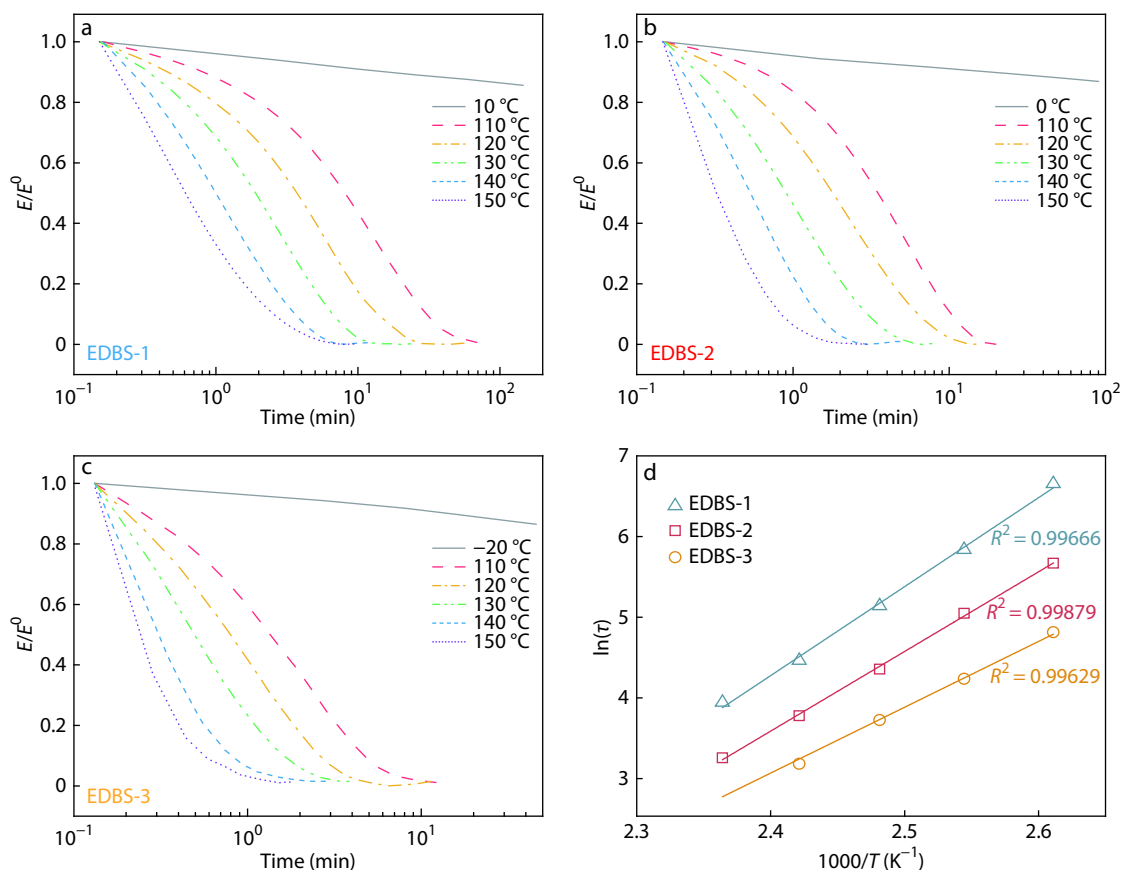 a
1.0
0.8
0.6
0.4
0.2
0
E/E⁰
10 °C
110 °C
120 °C
130 °C
140 °C
150 °C
EDBS-1
10⁻¹ 10⁰ 10¹ 10²
Time (min)
b
1.0
0.8
0.6
0.4
0.2
0
E/E⁰
0 °C
110 °C
120 °C
130 °C
140 °C
150 °C
EDBS-2
10⁻¹ 10⁰ 10¹ 10²
Time (min)
c
1.0
0.8
0.6
0.4
0.2
0
E/E⁰
−20 °C
110 °C
120 °C
130 °C
140 °C
150 °C
EDBS-3
10⁻¹ 10⁰ 10¹
Time (min)
d
7
6
5
4
3
ln(τ)
EDBS-1
EDBS-2
EDBS-3
R² = 0.99666
R² = 0.99879
R² = 0.99629
2.3 2.4 2.5 2.6
1000/T (K⁻¹)